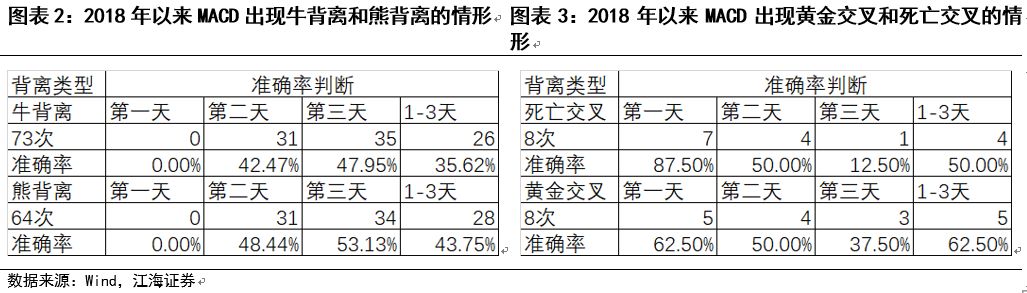 图表 2：2018 年以来 MACD 出现牛背离和熊背离的情形
背离类型 准确率判断
牛背离 第一天 第二天 第三天 1-3天
73次 0 31 35 26
准确率 0.00% 42.47% 47.95% 35.62%
熊背离 第一天 第二天 第三天 1-3天
64次 0 31 34 28
准确率 0.00% 48.44% 53.13% 43.75%
图表 3：2018 年以来 MACD 出现黄金交叉和死亡交叉的情
形
背离类型 准确率判断
死亡交叉 第一天 第二天 第三天 1-3天
8次 7 4 1 4
准确率 87.50% 50.00% 12.50% 50.00%
黄金交叉 第一天 第二天 第三天 1-3天
8次 5 4 3 5
准确率 62.50% 50.00% 37.50% 62.50%
数据来源：Wind，江海证券